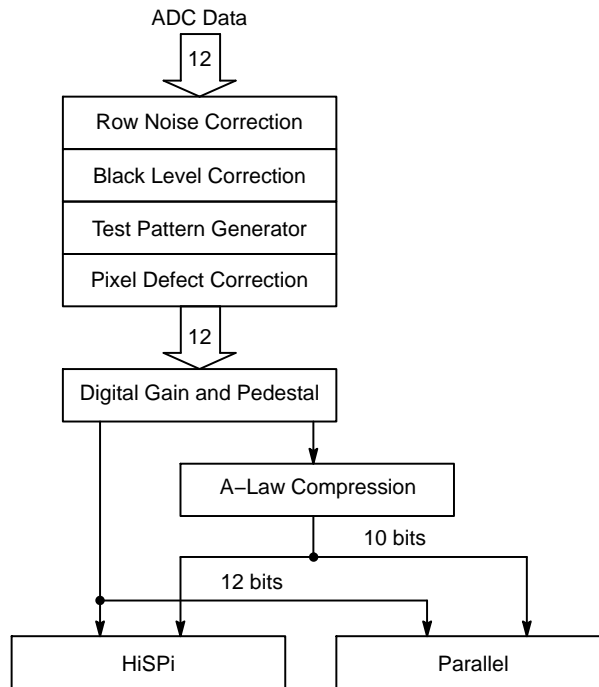 ADC Data
12
Row Noise Correction
Black Level Correction
Test Pattern Generator
Pixel Defect Correction
12
Digital Gain and Pedestal
A−Law Compression
10 bits
12 bits
HiSPi
Parallel